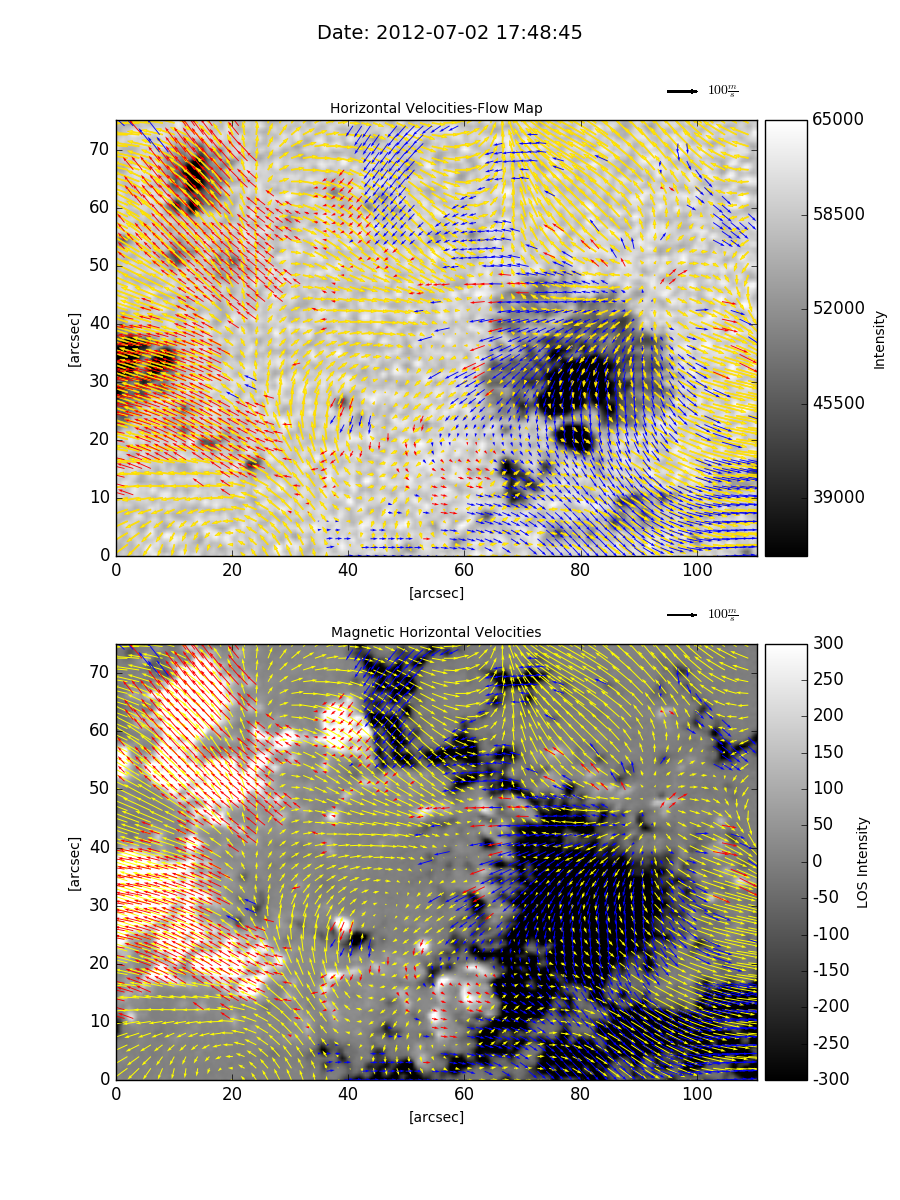 Date: 2012-07-02 17:48:45
100 m/s
Horizontal Velocities-Flow Map
70
60
50
40
30
20
10
0
[arcsec]
0 20 40 60 80 100
[arcsec]
65000
58500
52000
45500
39000
Intensity
100 m/s
Magnetic Horizontal Velocities
70
60
50
40
30
20
10
0
[arcsec]
0 20 40 60 80 100
[arcsec]
300
250
200
150
100
50
0
-50
-100
-150
-200
-250
-300
LOS Intensity